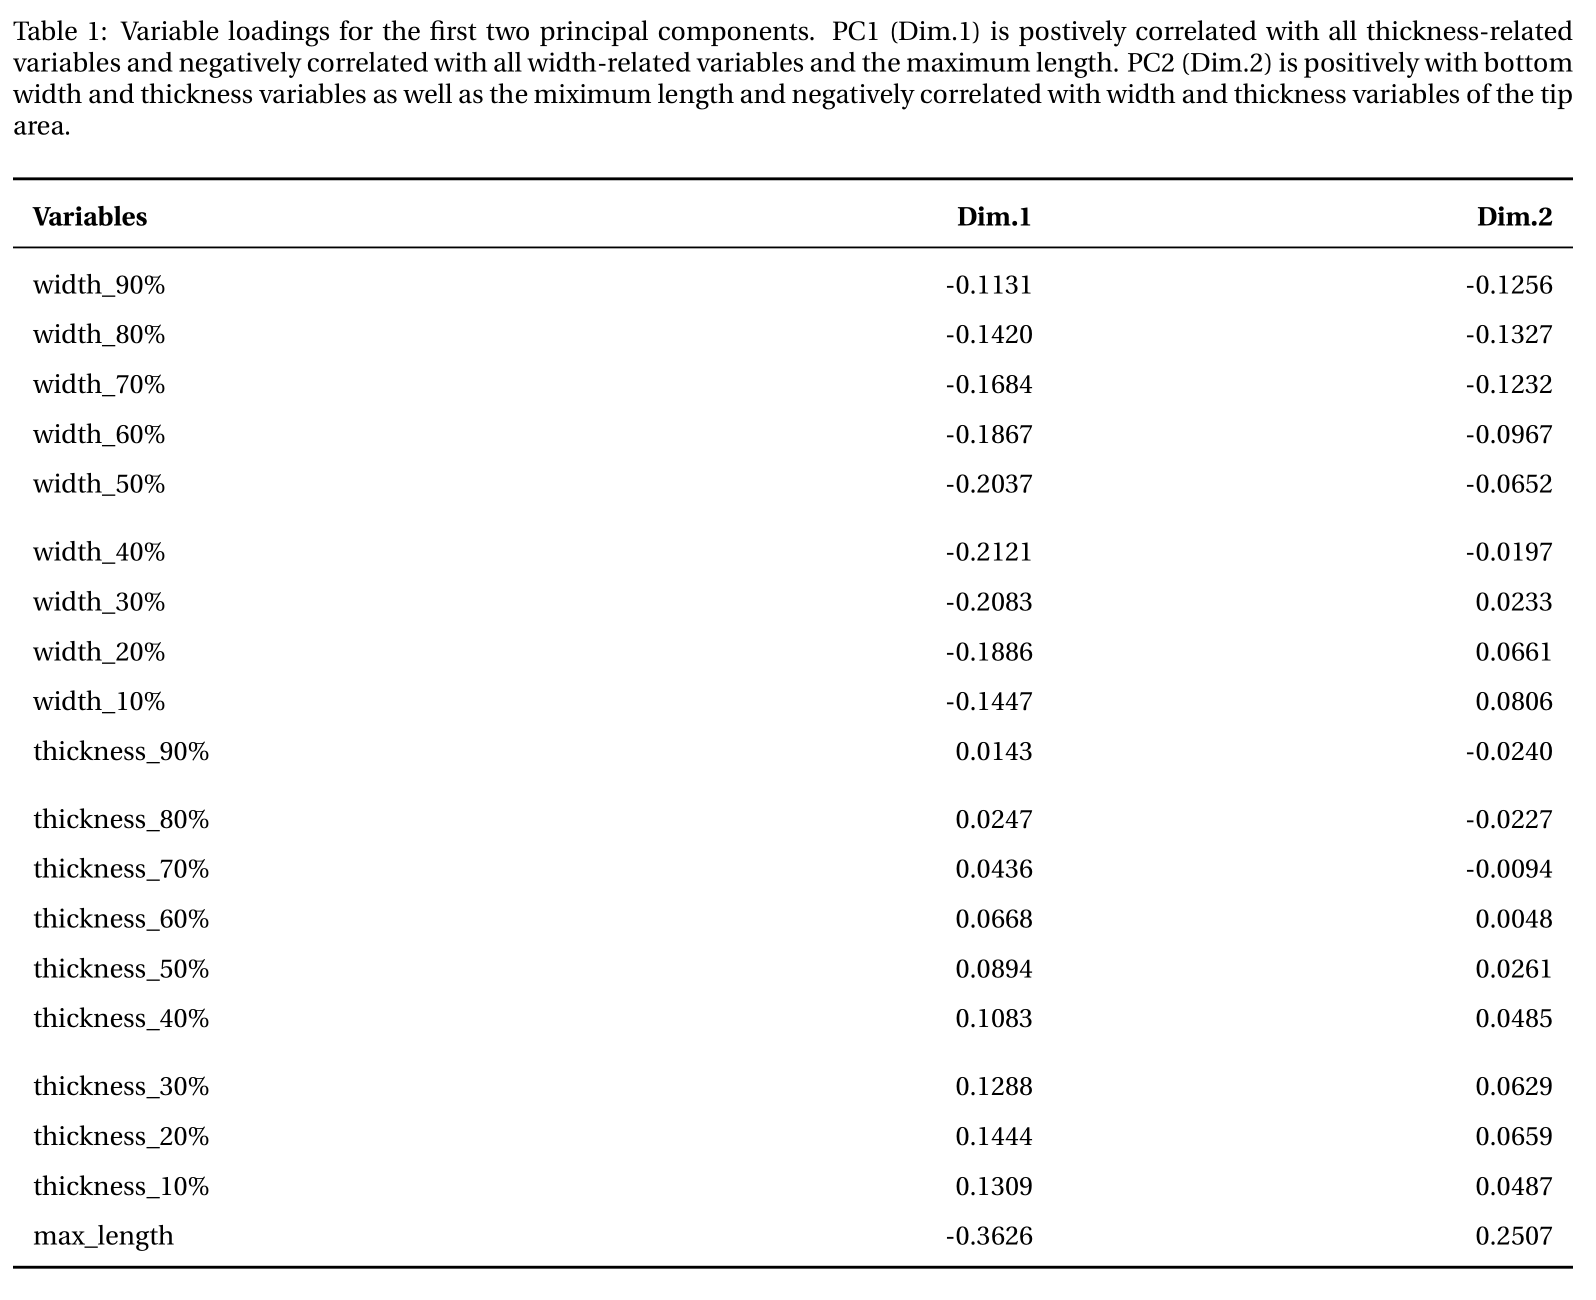 Table 1: Variable loadings for the first two principal components. PC1 (Dim.1) is postively correlated with all thickness-related
variables and negatively correlated with all width-related variables and the maximum length. PC2 (Dim.2) is positively with bottom
width and thickness variables as well as the miximum length and negatively correlated with width and thickness variables of the tip
area.
Variables Dim.1 Dim.2
width_90% -0.1131 -0.1256
width_80% -0.1420 -0.1327
width_70% -0.1684 -0.1232
width_60% -0.1867 -0.0967
width_50% -0.2037 -0.0652
width_40% -0.2121 -0.0197
width_30% -0.2083 0.0233
width_20% -0.1886 0.0661
width_10% -0.1447 0.0806
thickness_90% 0.0143 -0.0240
thickness_80% 0.0247 -0.0227
thickness_70% 0.0436 -0.0094
thickness_60% 0.0668 0.0048
thickness_50% 0.0894 0.0261
thickness_40% 0.1083 0.0485
thickness_30% 0.1288 0.0629
thickness_20% 0.1444 0.0659
thickness_10% 0.1309 0.0487
max_length -0.3626 0.2507